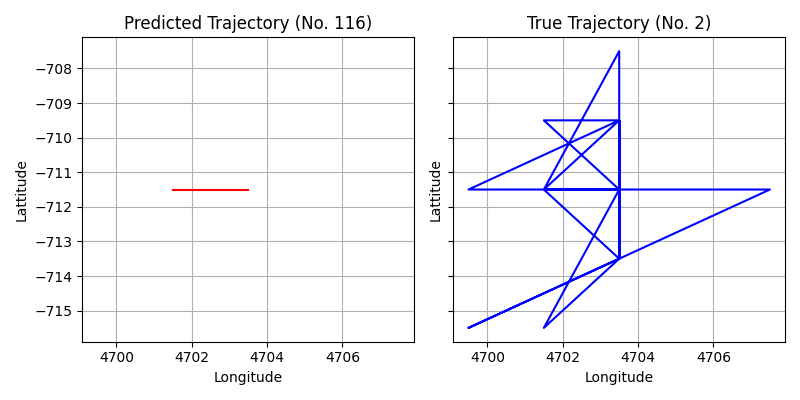 Predicted Trajectory (No. 116)
True Trajectory (No. 2)
−708
−709
−710
−711
−712
−713
−714
−715
Lattitude
Lattitude
4700 4702 4704 4706
4700 4702 4704 4706
Longitude
Longitude